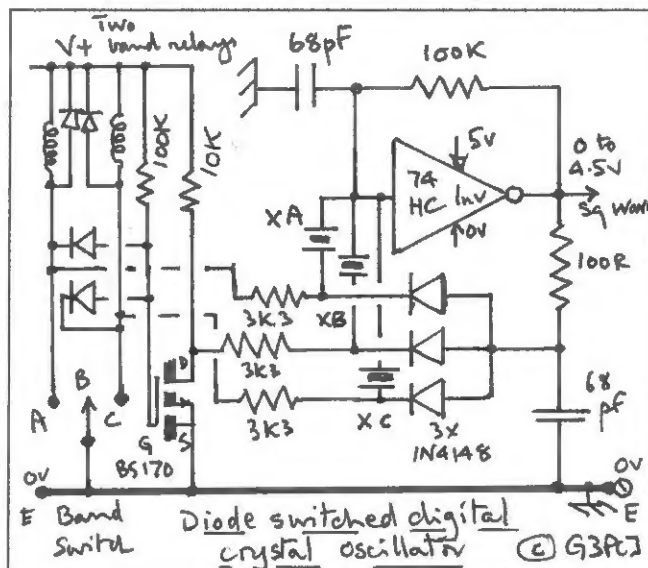 Two
V+ band relays
68pF
100K
100K
10K
5V
74
HC Inv
0V
0 to
4.5V
Sq Wave
100R
XA
XB
XC
3K3
3K3
3K3
3x
1N4148
68
pf
A
B
C
D
G
S
BS170
0V
E
Band
Switch
Diode switched digital
crystal oscillator
© G3PCJ
0V
E